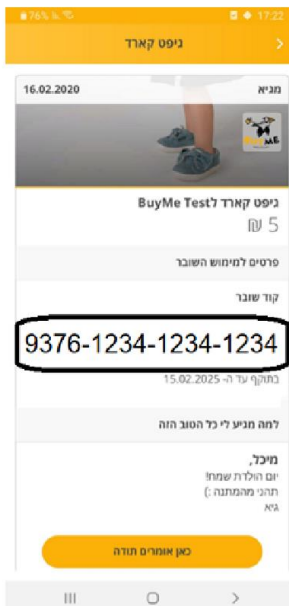 17:22
76%
גיפט קארד
מגיא
16.02.2020
BuyME
גיפט קארד לBuyMe Test
5 ₪
פרטים למימוש השובר
קוד שובר
9376-1234-1234-1234
בתוקף עד ה- 15.02.2025
למה מגיע לי כל הטוב הזה
מיכל,
יום הולדת שמח!
תהני מהמתנה :)
גיא
כאן אומרים תודה